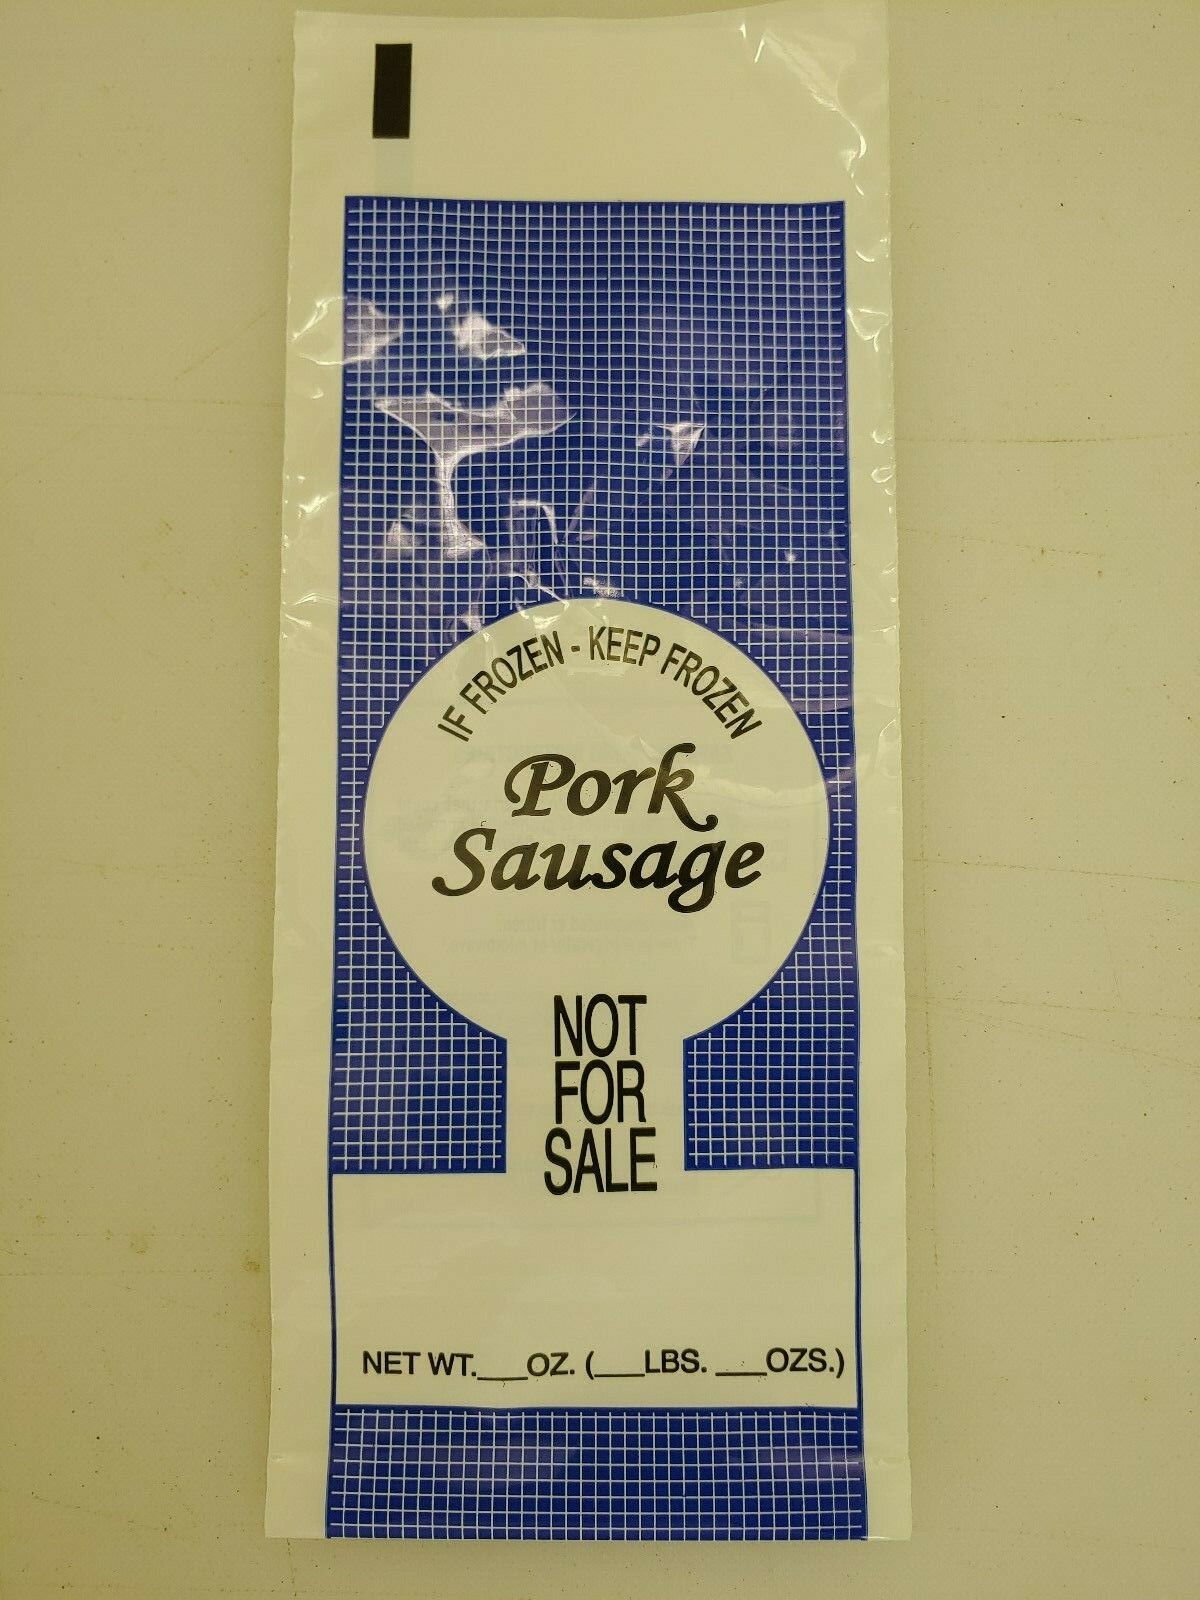 IF FROZEN - KEEP FROZEN
Pork
Sausage
NOT
FOR
SALE
NET WT.___OZ. (___LBS. ___OZS.)